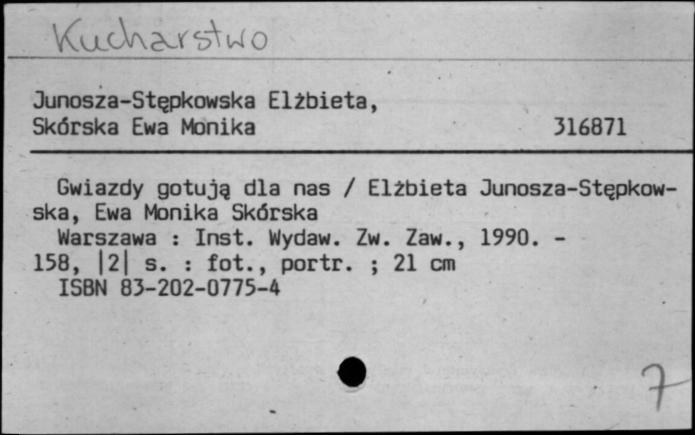 Kucharstwo
Junosza-Stępkowska Elżbieta,
Skórska Ewa Monika 316871
Gwiazdy gotują dla nas / Elżbieta Junosza-Stępkow-
ska, Ewa Monika Skórska
Warszawa : Inst. Wydaw. Zw. Zaw., 1990. -
158, |2| s. : fot., portr. ; 21 cm
ISBN 83-202-0775-4
7